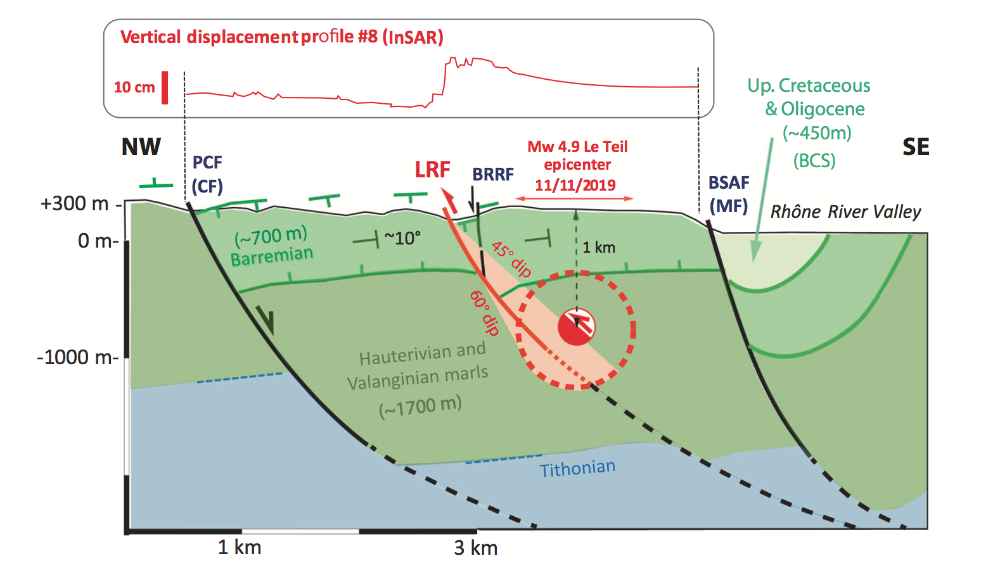 Vertical displacement profile #8 (InSAR)
10 cm
Up. Cretaceous
& Oligocene
(~450m)
(BCS)
NW
SE
PCF
(CF)
LRF
BRRF
Mw 4.9 Le Teil
epicenter
11/11/2019
BSAF
(MF)
Rhône River Valley
+300 m
0 m
(~700 m)
Barremian
~10°
45° dip
1 km
60° dip
-1000 m
Hauterivian and
Valanginian marls
(~1700 m)
Tithonian
1 km
3 km